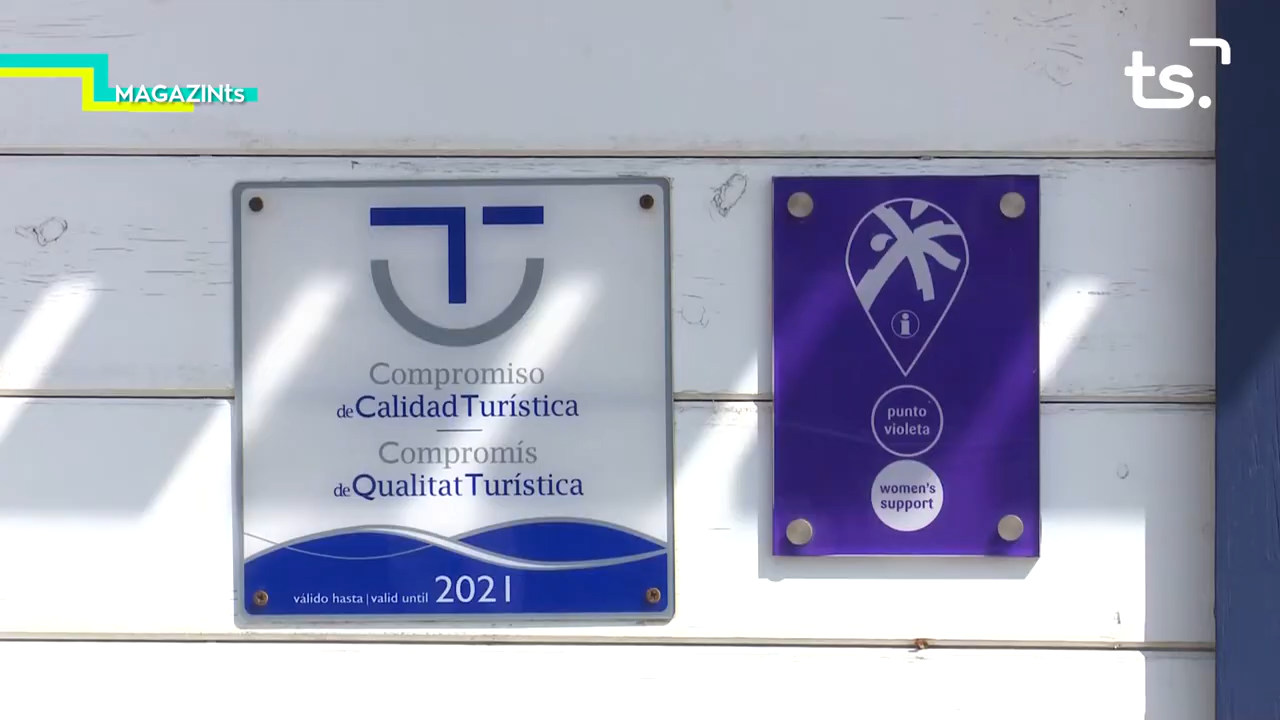 MAGAZINts
ts.
Compromiso
de Calidad Turística
Compromís
de Qualitat Turística
válido hasta | valid until 2021
i
punto
violeta
women's
support